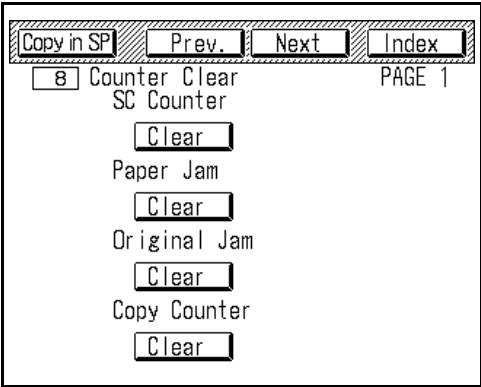 Copy in SP Prev. Next Index
8 Counter Clear PAGE 1
SC Counter
Clear
Paper Jam
Clear
Original Jam
Clear
Copy Counter
Clear